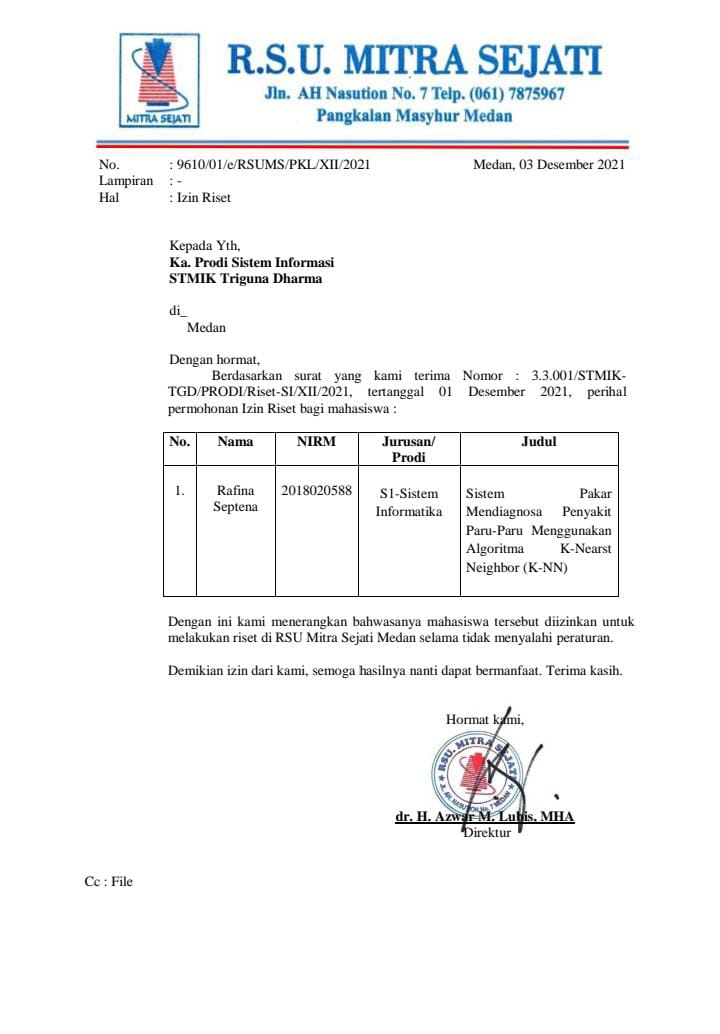 MITRA SEJATI
R.S.U. MITRA SEJATI
Jln. AH Nasution No. 7 Telp. (061) 7875967
Pangkalan Masyhur Medan
No. : 9610/01/e/RSUMS/PKL/XII/2021 Medan, 03 Desember 2021
Lampiran : -
Hal : Izin Riset
Kepada Yth,
Ka. Prodi Sistem Informasi
STMIK Triguna Dharma
di_
Medan
Dengan hormat,
Berdasarkan surat yang kami terima Nomor : 3.3.001/STMIK-
TGD/PRODI/Riset-SI/XII/2021, tertanggal 01 Desember 2021, perihal
permohonan Izin Riset bagi mahasiswa :
No. Nama NIRM Jurusan/ Judul
Prodi
1. Rafina 2018020588 S1-Sistem Sistem Pakar
Septena Informatika Mendiagnosa Penyakit
Paru-Paru Menggunakan
Algoritma K-Nearst
Neighbor (K-NN)
Dengan ini kami menerangkan bahwasanya mahasiswa tersebut diizinkan untuk
melakukan riset di RSU Mitra Sejati Medan selama tidak menyalahi peraturan.
Demikian izin dari kami, semoga hasilnya nanti dapat bermanfaat. Terima kasih.
Hormat kami,
RSU. MITRA SEJATI
JL. AH. NASUTION No. 7 MEDAN
dr. H. Azwar M. Lubis, MHA
Direktur
Cc : File